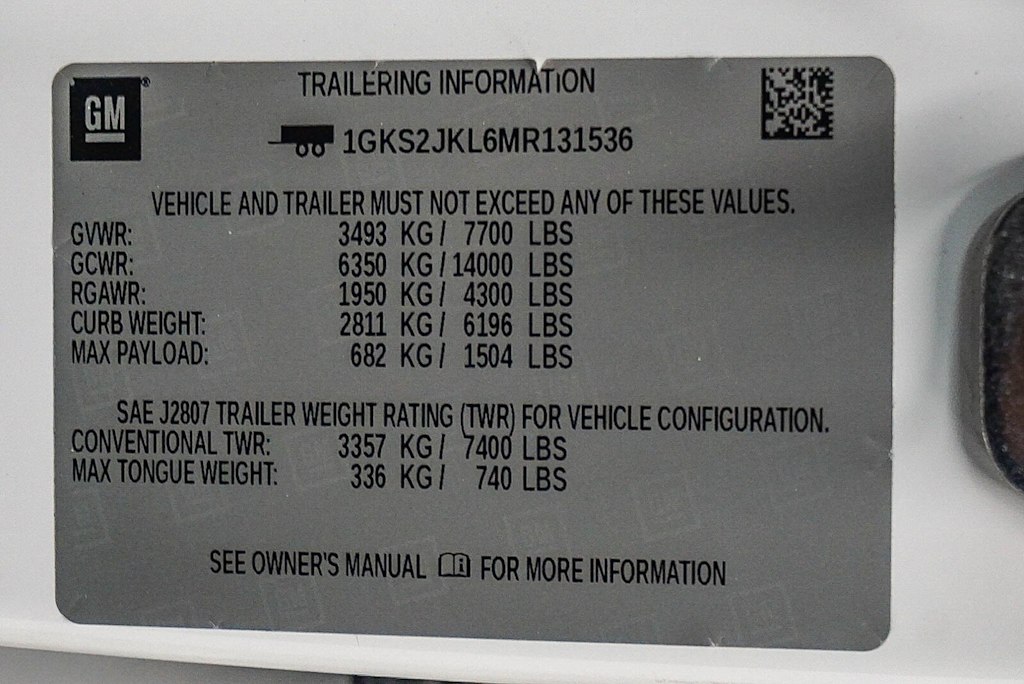 GM®
TRAILERING INFORMATION
1GKS2JKL6MR131536
VEHICLE AND TRAILER MUST NOT EXCEED ANY OF THESE VALUES.
GVWR: 3493 KG / 7700 LBS
GCWR: 6350 KG / 14000 LBS
RGAWR: 1950 KG / 4300 LBS
CURB WEIGHT: 2811 KG / 6196 LBS
MAX PAYLOAD: 682 KG / 1504 LBS
SAE J2807 TRAILER WEIGHT RATING (TWR) FOR VEHICLE CONFIGURATION.
CONVENTIONAL TWR: 3357 KG / 7400 LBS
MAX TONGUE WEIGHT: 336 KG / 740 LBS
SEE OWNER'S MANUAL i FOR MORE INFORMATION